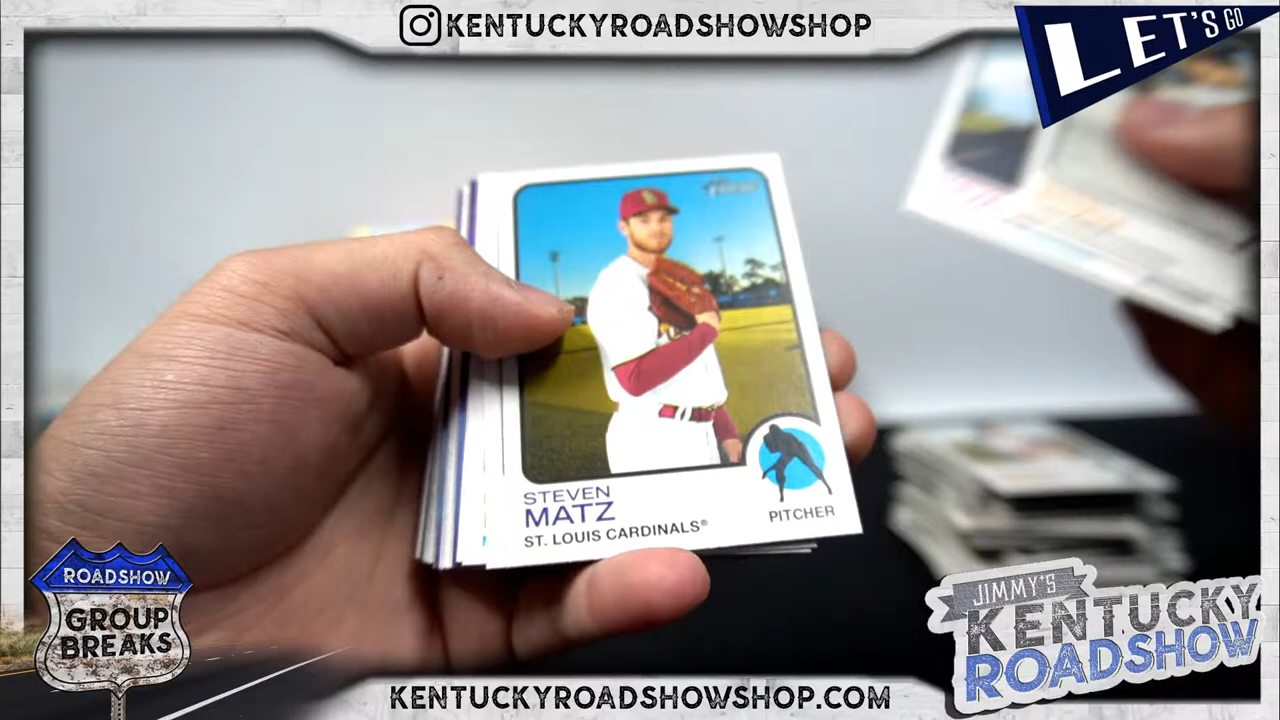 KENTUCKYROADSHOWSHOP
LET'S GO
STEVEN
MATZ
ST. LOUIS CARDINALS®
PITCHER
ROADSHOW
GROUP
BREAKS
JIMMY'S
KENTUCKY
ROADSHOW
KENTUCKYROADSHOWSHOP.COM